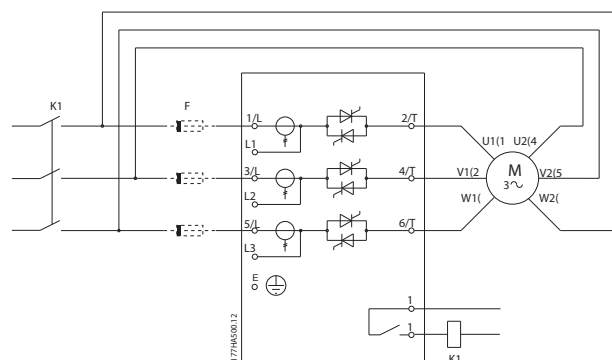 K1
F
1/L
2/T
L1
U1(1
U2(4
3/L
4/T
V1(2
M
3
V2(5
L2
W1(
W2(
5/L
6/T
L3
E
1
1
K1
177HA500.12